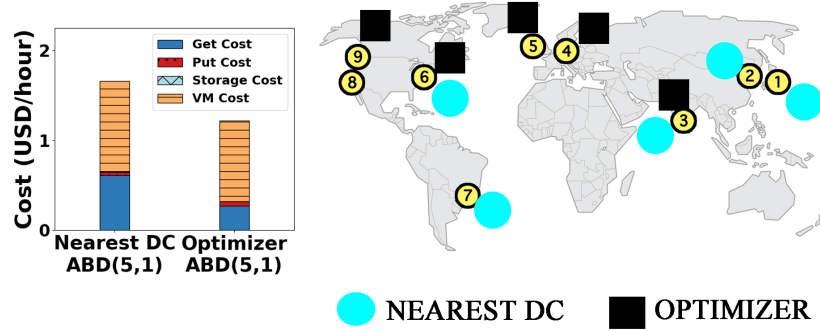 Cost (USD/hour)
2
1
0
Get Cost
Put Cost
Storage Cost
VM Cost
Nearest DC
ABD(5,1)
Optimizer
ABD(5,1)
9
8
6
5
4
2
1
3
7
NEAREST DC
OPTIMIZER